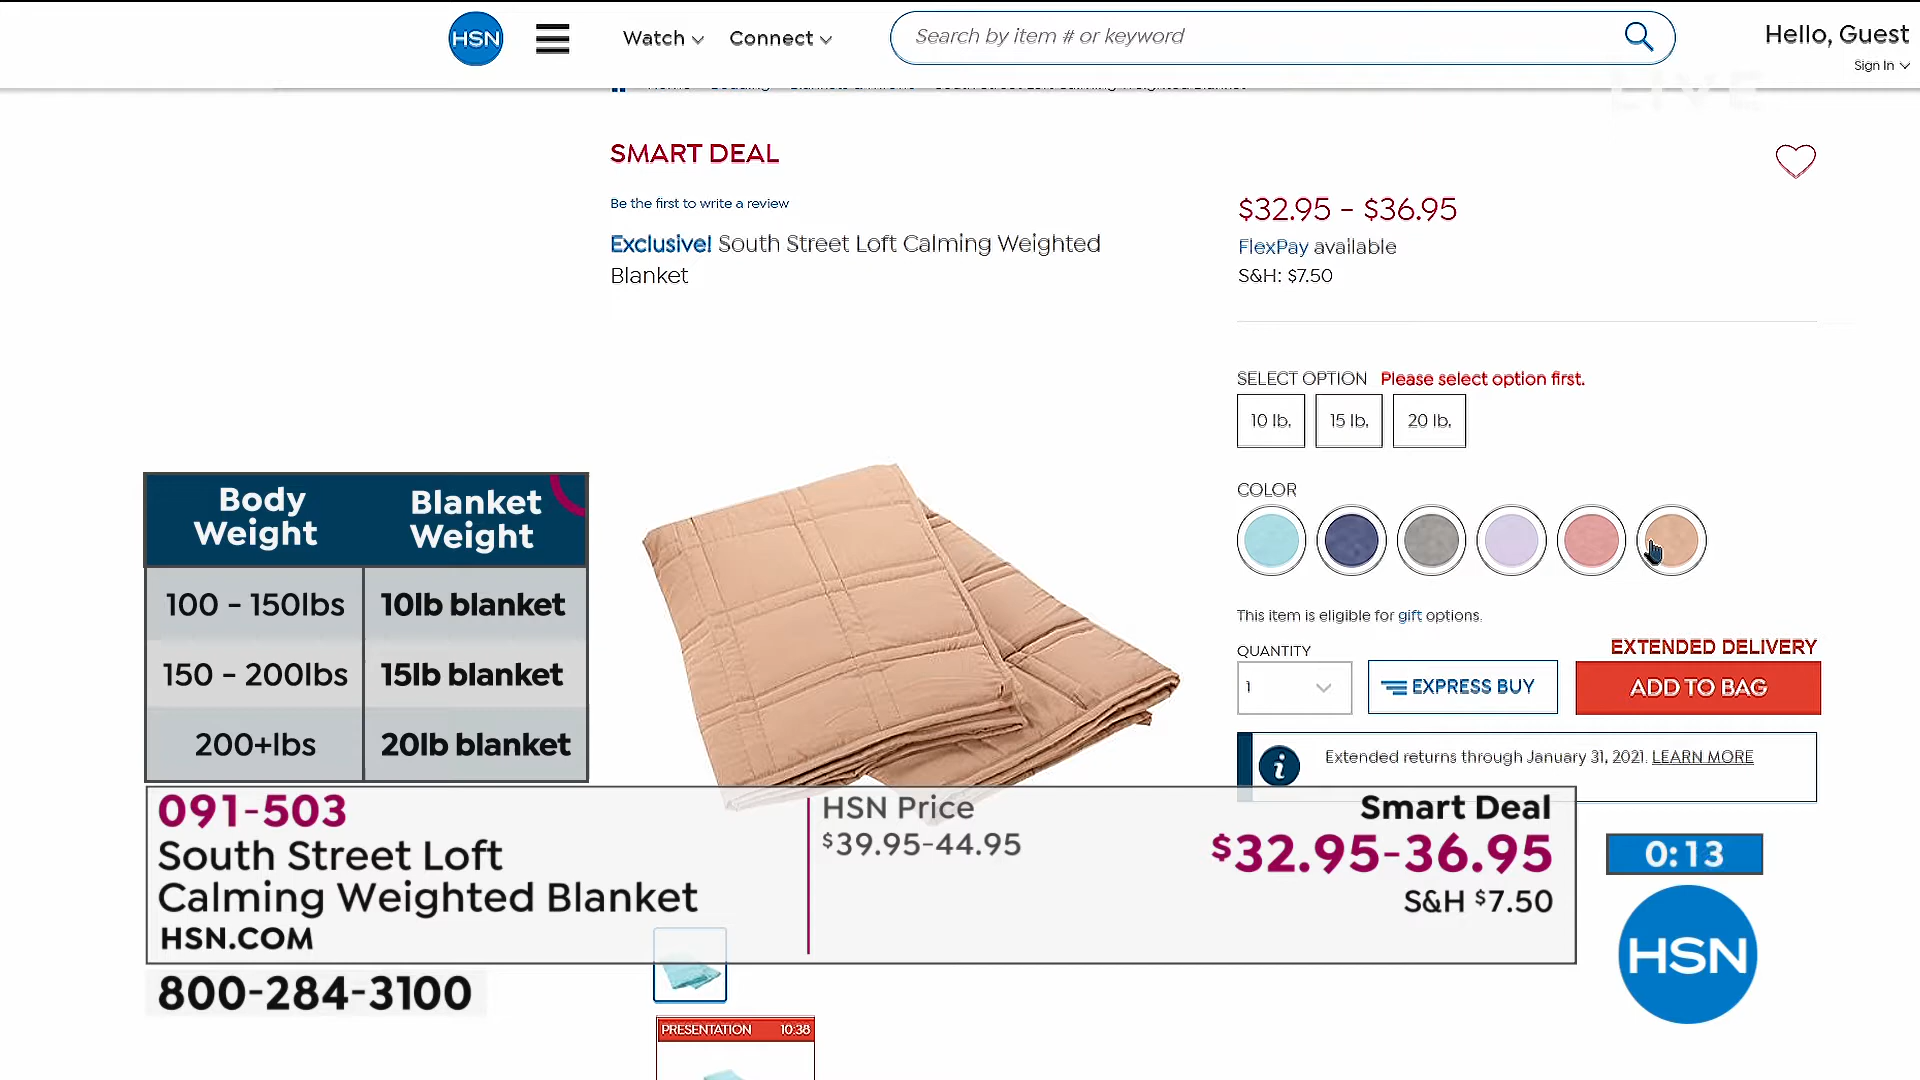 HSN
Watch
Connect
Search by item # or keyword
Hello, Guest
Sign In
LIVE
SMART DEAL
Be the first to write a review
Exclusive! South Street Loft Calming Weighted
Blanket
$32.95 - $36.95
FlexPay available
S&H: $7.50
SELECT OPTION Please select option first.
10 lb. 15 lb. 20 lb.
COLOR
This item is eligible for gift options.
QUANTITY
EXTENDED DELIVERY
1
EXPRESS BUY
ADD TO BAG
i Extended returns through January 31, 2021. LEARN MORE
Body
Weight
Blanket
Weight
100 - 150lbs 10lb blanket
150 - 200lbs 15lb blanket
200+lbs 20lb blanket
091-503
South Street Loft
Calming Weighted Blanket
HSN.COM
HSN Price
$39.95-44.95
Smart Deal
$32.95-36.95
S&H $7.50
0:13
HSN
800-284-3100
PRESENTATION 10:38